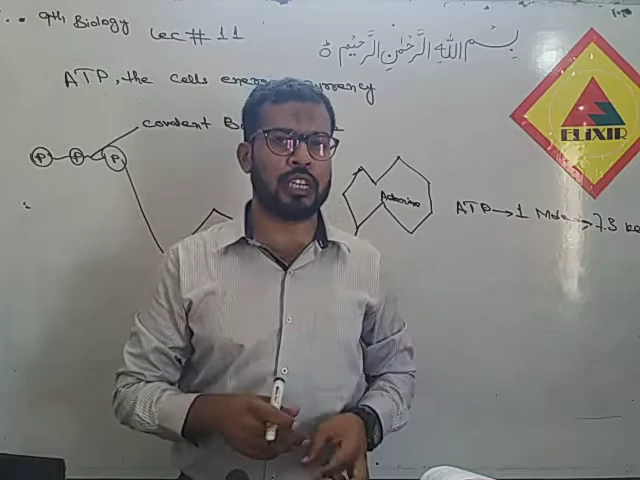 9th Biology Lec # 11
بِسْمِ اللهِ الرَّحْمٰنِ الرَّحِيْمِ
ATP, the cells energy currency
covalent
P P P
Adenine
ATP → 1 Mole → 7.3
ELiXIR